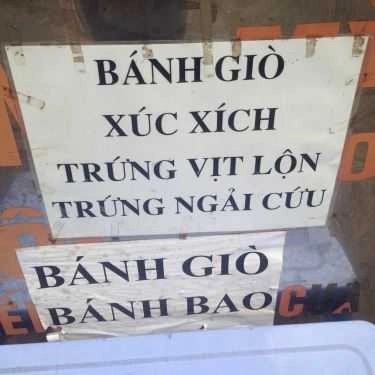 BÁNH GIÒ
XÚC XÍCH
TRỨNG VỊT LỘN
TRỨNG NGẢI CỨU
BÁNH GIÒ
BÁNH BAO